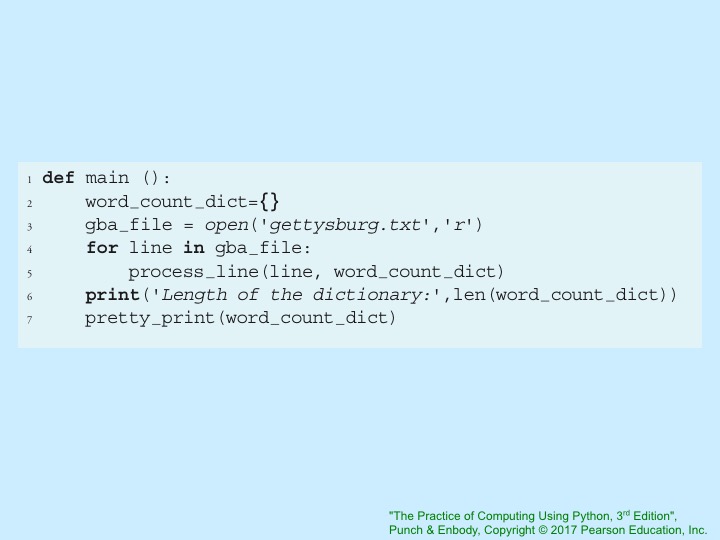 1 def main ():
2     word_count_dict={}
3     gba_file = open('gettysburg.txt','r')
4     for line in gba_file:
5         process_line(line, word_count_dict)
6     print('Length of the dictionary:',len(word_count_dict))
7     pretty_print(word_count_dict)
"The Practice of Computing Using Python, 3rd Edition",
Punch & Enbody, Copyright © 2017 Pearson Education, Inc.